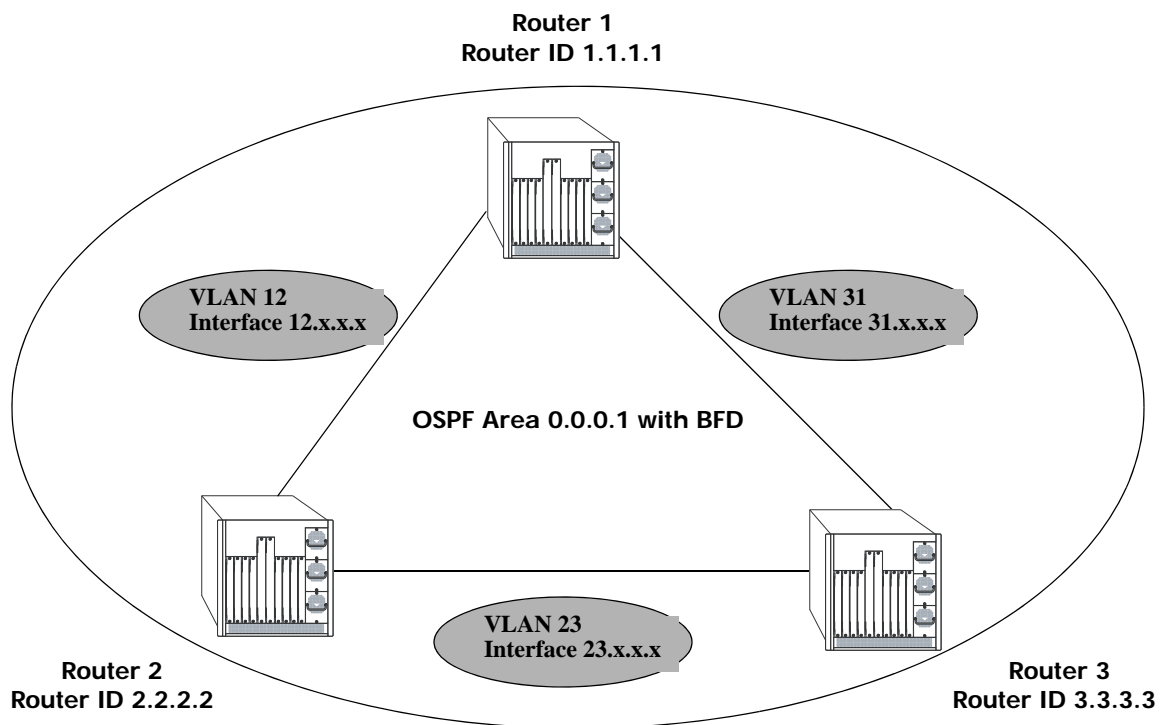 Router 1
Router ID 1.1.1.1
VLAN 12
Interface 12.x.x.x
VLAN 31
Interface 31.x.x.x
OSPF Area 0.0.0.1 with BFD
VLAN 23
Interface 23.x.x.x
Router 2
Router ID 2.2.2.2
Router 3
Router ID 3.3.3.3